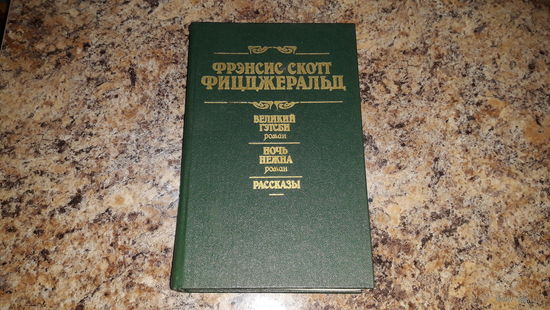 ФРЭНСИС СКОТТ
ФИЦДЖЕРАЛЬД
ВЕЛИКИЙ
ГЭТСБИ
роман
НОЧЬ
НЕЖНА
роман
РАССКАЗЫ